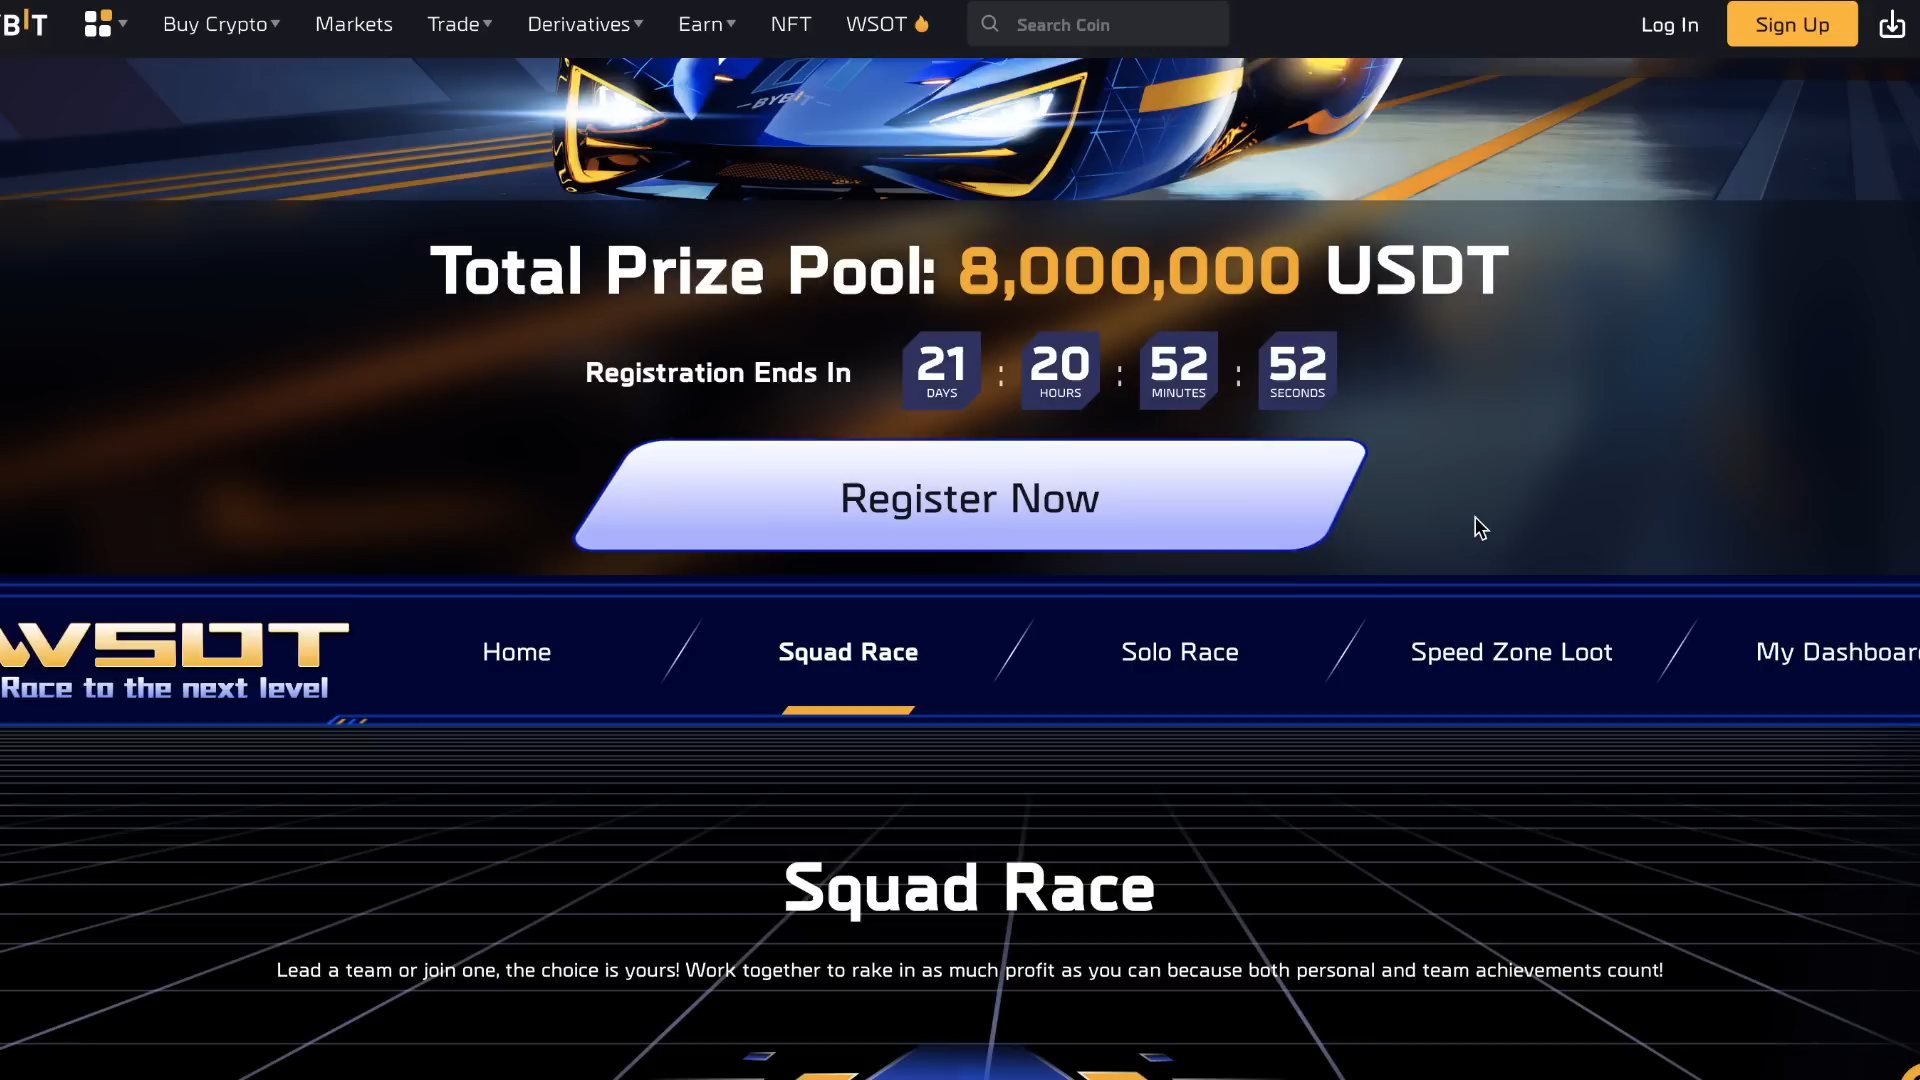 YBIT
Buy Crypto
Markets
Trade
Derivatives
Earn
NFT
WSOT
Search Coin
Log In
Sign Up
BYBIT
Total Prize Pool: 8,000,000 USDT
Registration Ends In
21 : 20 : 52 : 52
DAYS HOURS MINUTES SECONDS
Register Now
WSOT
Race to the next level
Home
Squad Race
Solo Race
Speed Zone Loot
My Dashboar
Squad Race
Lead a team or join one, the choice is yours! Work together to rake in as much profit as you can because both personal and team achievements count!